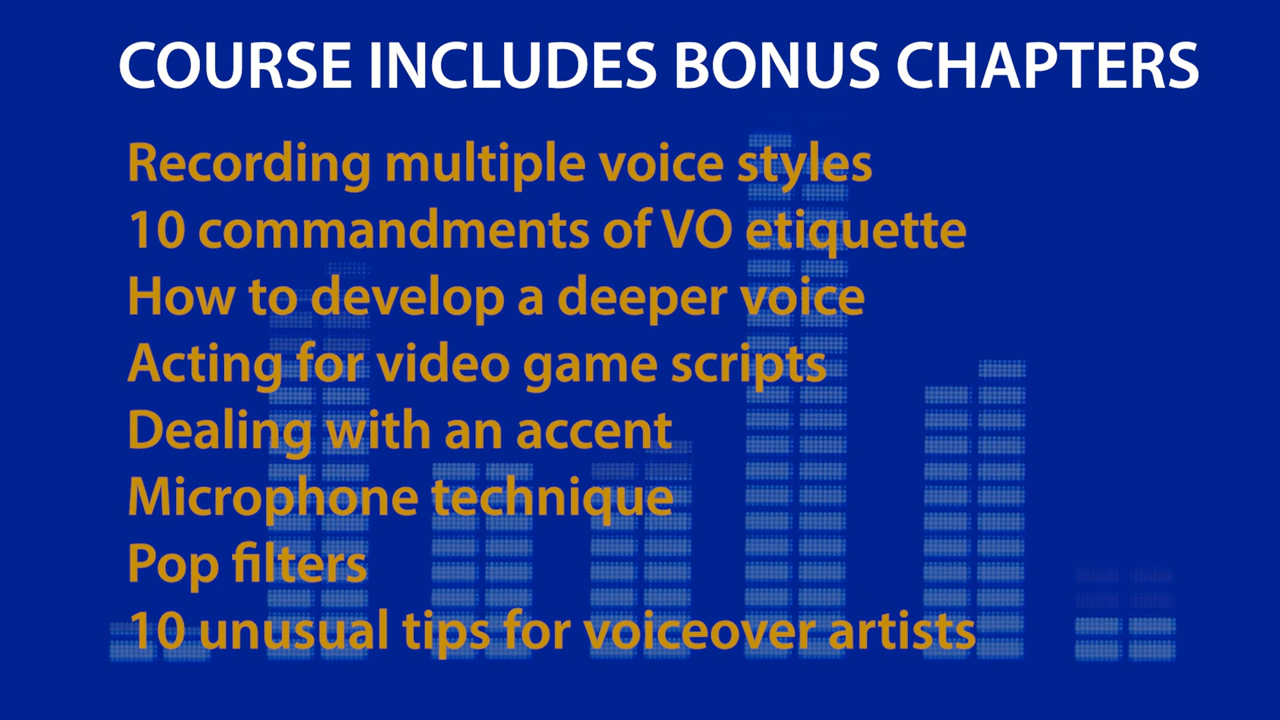 COURSE INCLUDES BONUS CHAPTERS
Recording multiple voice styles
10 commandments of VO etiquette
How to develop a deeper voice
Acting for video game scripts
Dealing with an accent
Microphone technique
Pop filters
10 unusual tips for voiceover artists